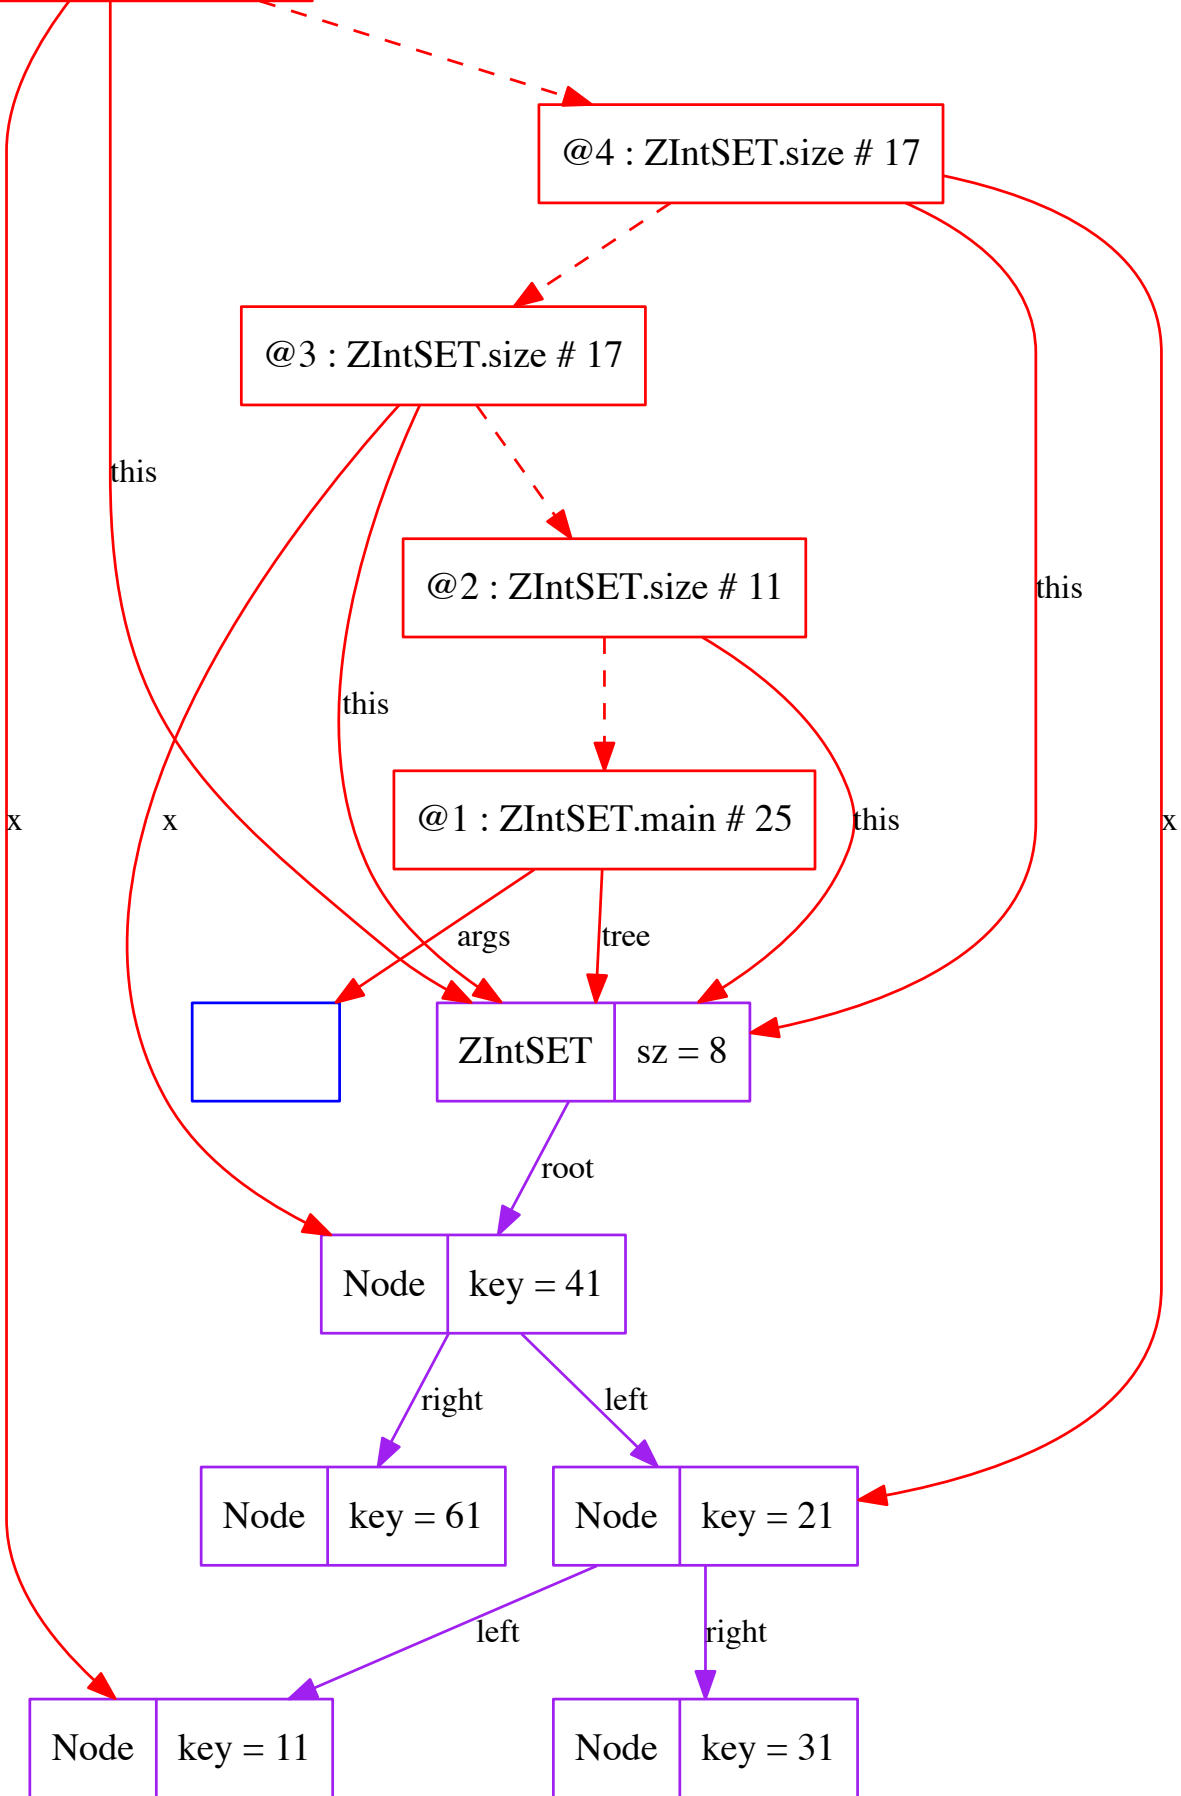 @4 : ZIntSET.size # 17
@3 : ZIntSET.size # 17
this
@2 : ZIntSET.size # 11
this
this
x
x
@1 : ZIntSET.main # 25
this
x
args
tree
ZIntSET
sz = 8
root
Node
key = 41
right
left
Node
key = 61
Node
key = 21
left
right
Node
key = 11
Node
key = 31